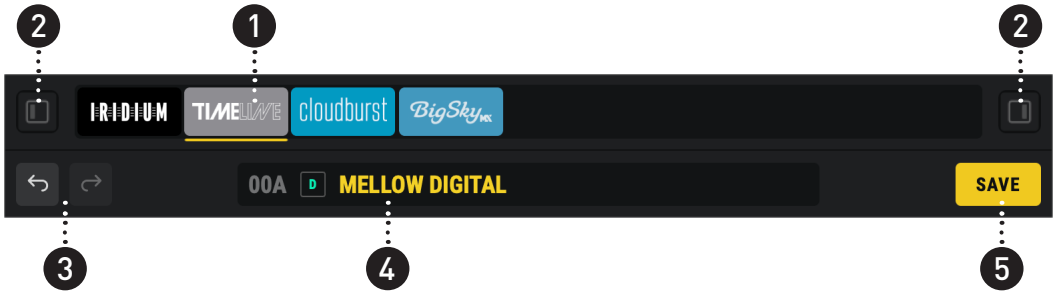 2 1 2
IRIDIUM TIMELINE cloudburst BigSky MX
00A D MELLOW DIGITAL SAVE
3 4 5